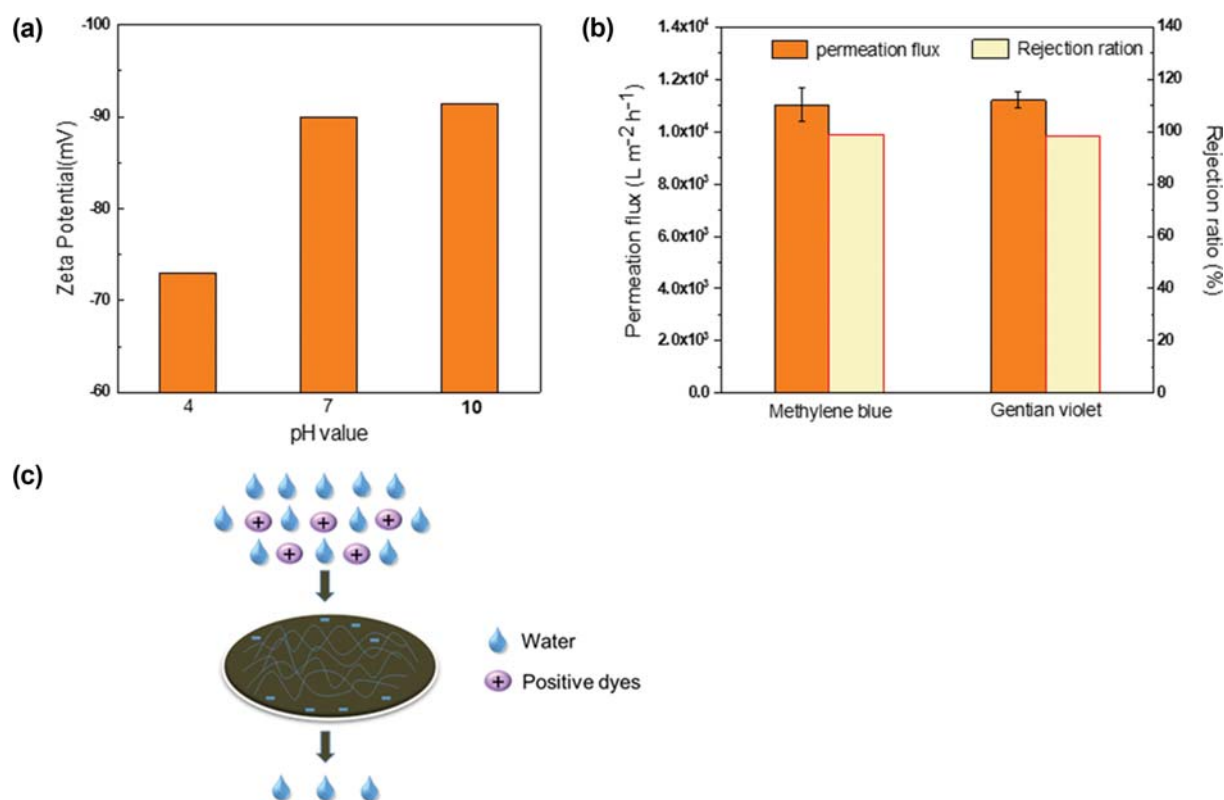 (a)
-100
-90
-80
-70
-60
Zeta Potential(mV)
4
7
10
pH value
(b)
1.4x10⁴
1.2x10⁴
1.0x10⁴
8.0x10³
6.0x10³
4.0x10³
2.0x10³
0.0
Permeation flux (L m⁻² h⁻¹)
permeation flux
Rejection ration
140
120
100
80
60
40
20
0
Rejection ratio (%)
Methylene blue
Gentian violet
(c)
+ + +
+ +
Water
+ Positive dyes